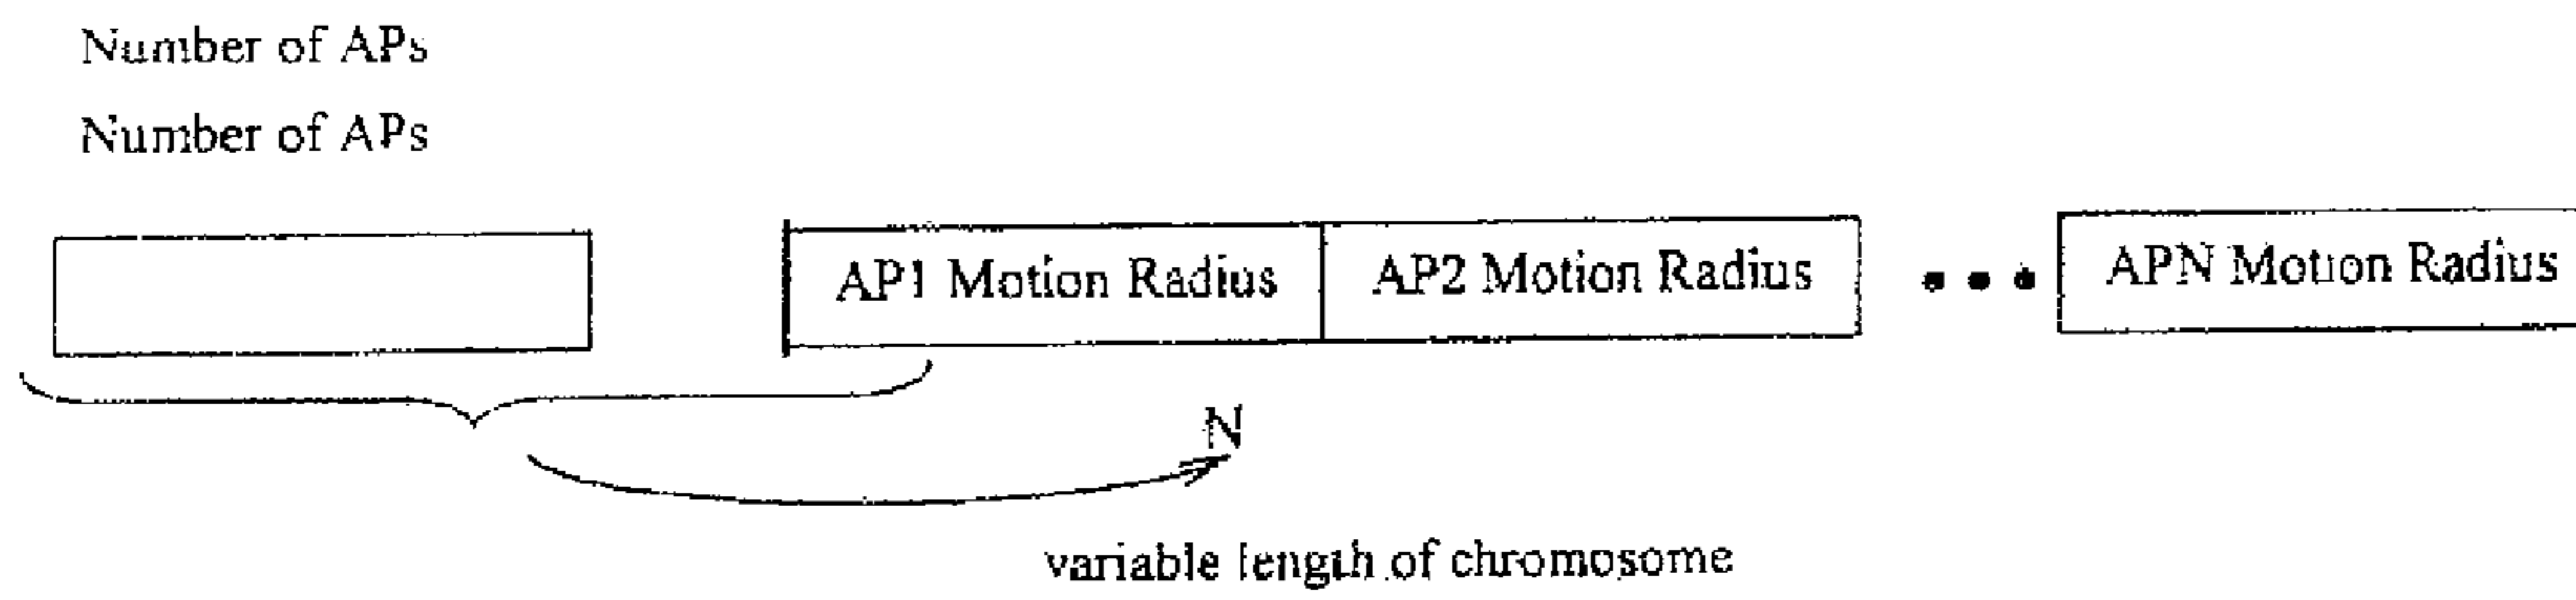 Number of APs
Number of APs
AP1 Motion Radius
AP2 Motion Radius
APN Motion Radius
N
variable length of chromosome